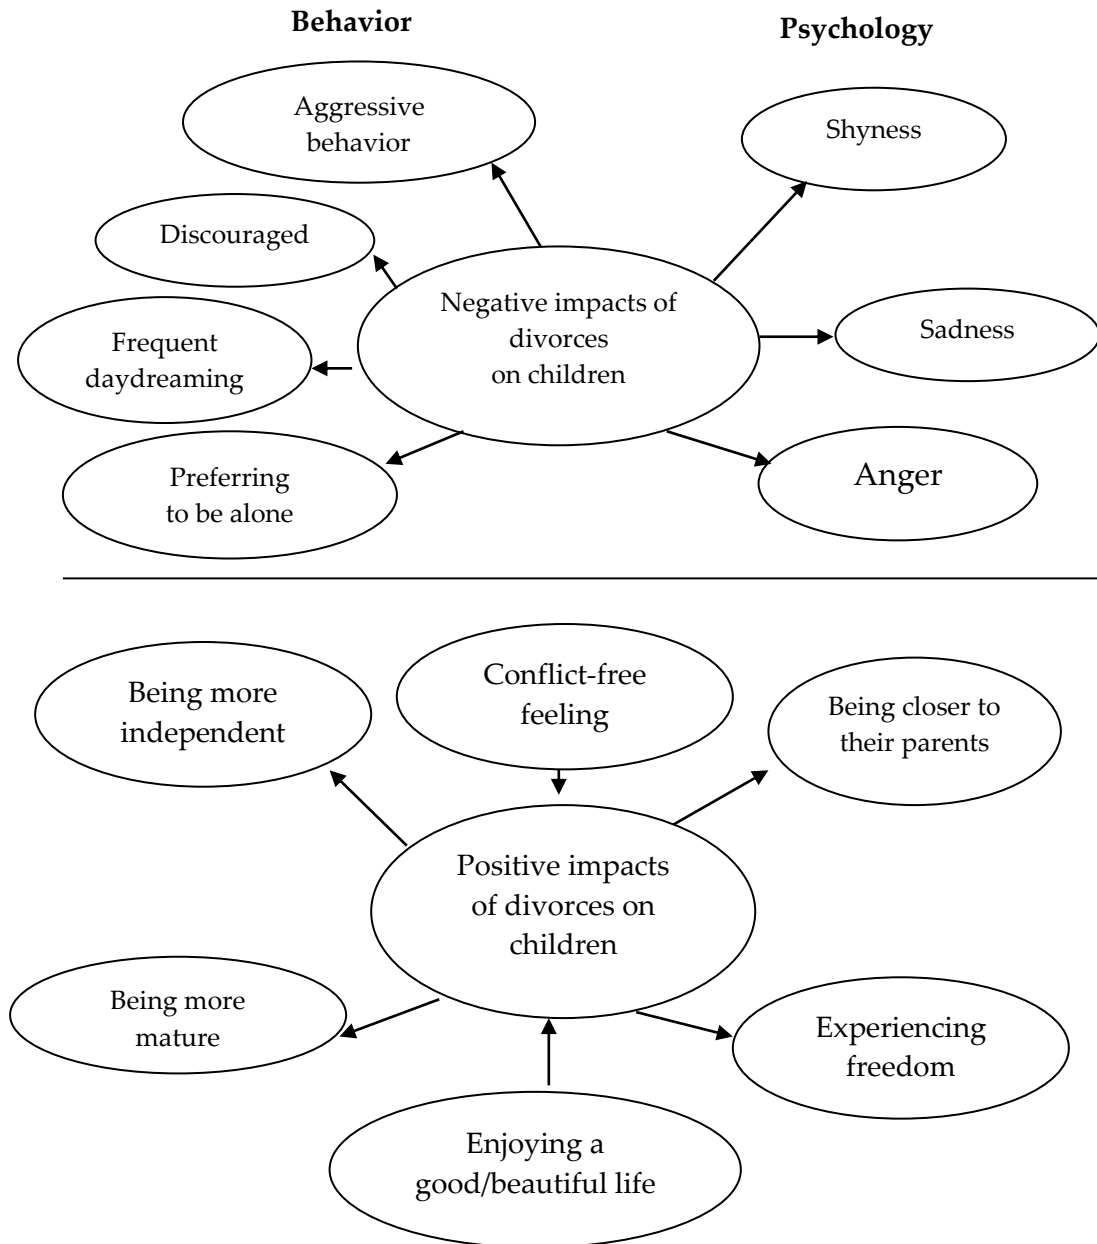 Behavior
Psychology
Aggressive
behavior
Shyness
Discouraged
Negative impacts of
divorces
on children
Frequent
daydreaming
Sadness
Preferring
to be alone
Anger
Being more
independent
Conflict-free
feeling
Being closer to
their parents
Positive impacts
of divorces on
children
Being more
mature
Experiencing
freedom
Enjoying a
good/beautiful life